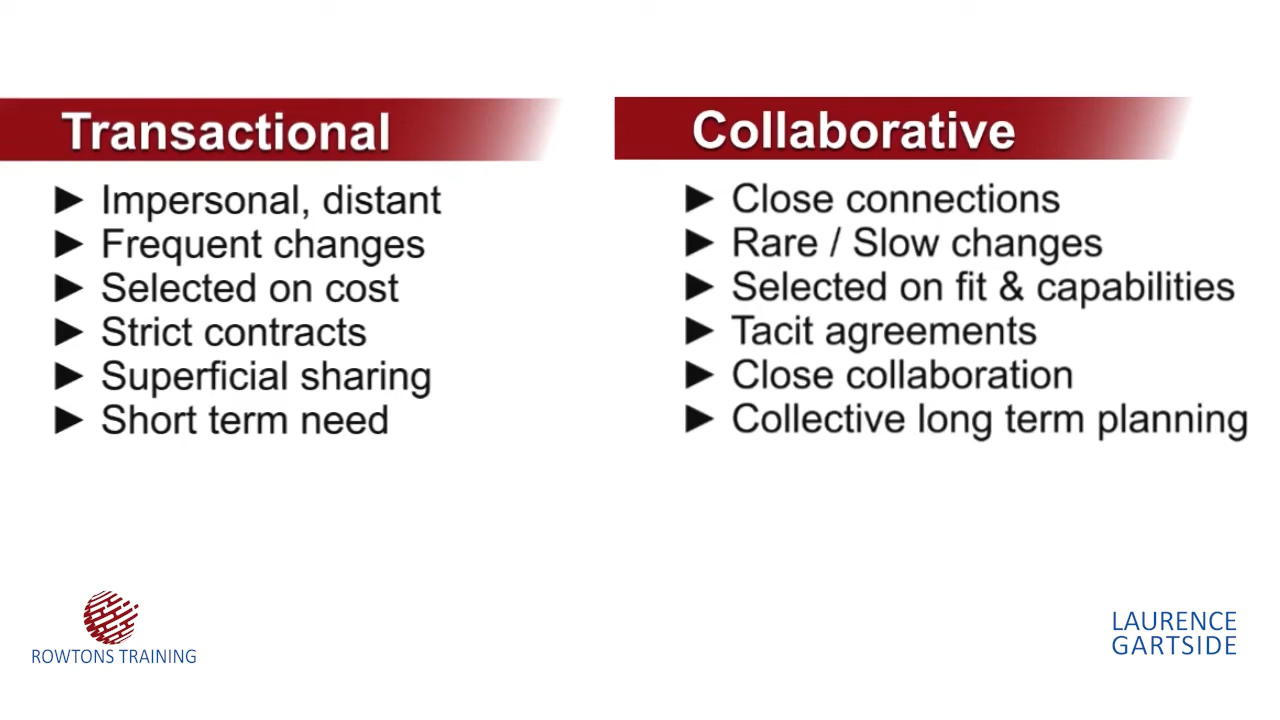 Transactional
► Impersonal, distant
► Frequent changes
► Selected on cost
► Strict contracts
► Superficial sharing
► Short term need
Collaborative
► Close connections
► Rare / Slow changes
► Selected on fit & capabilities
► Tacit agreements
► Close collaboration
► Collective long term planning
ROWTONS TRAINING
LAURENCE
GARTSIDE